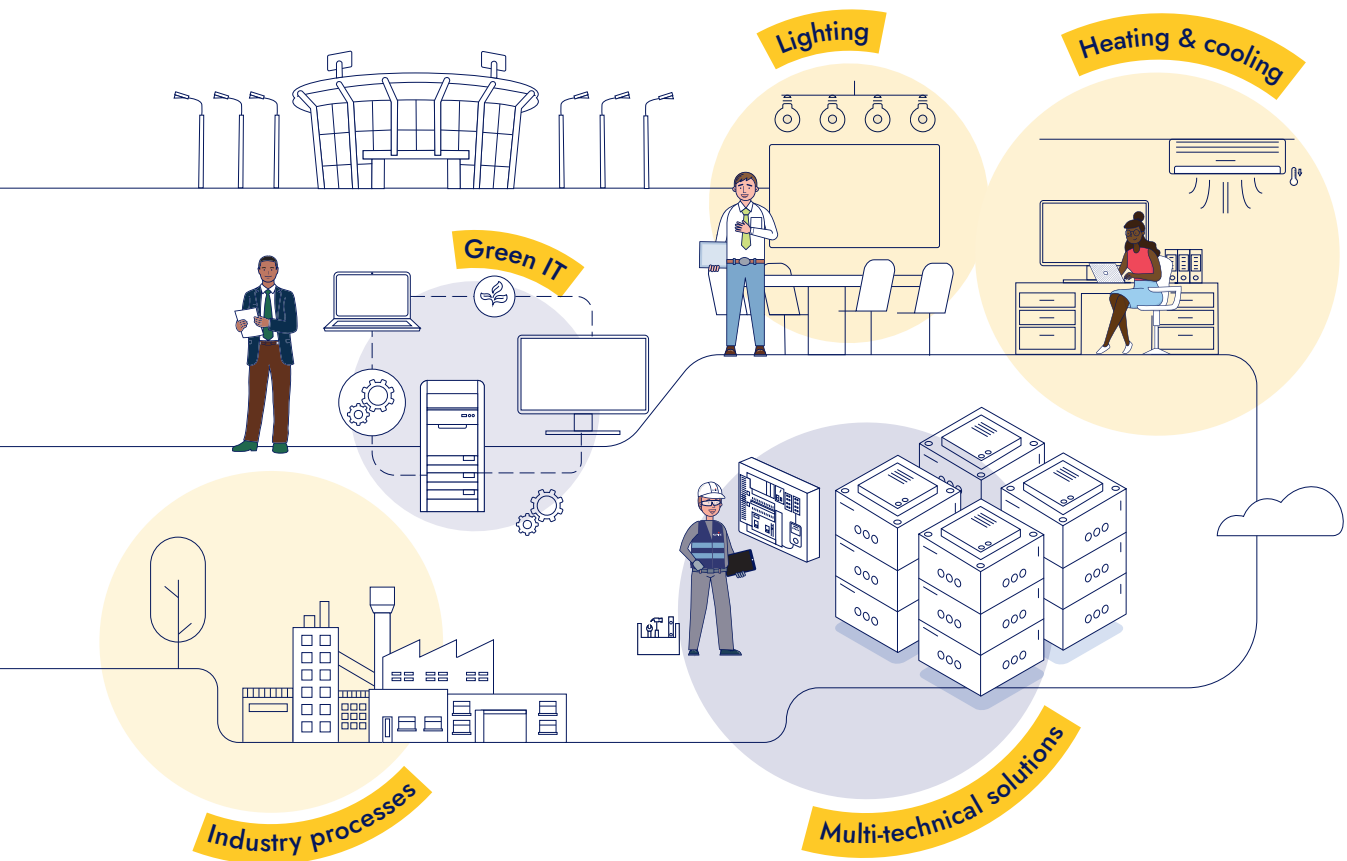 Lighting
Heating & cooling
Green IT
Industry processes
Multi-technical solutions